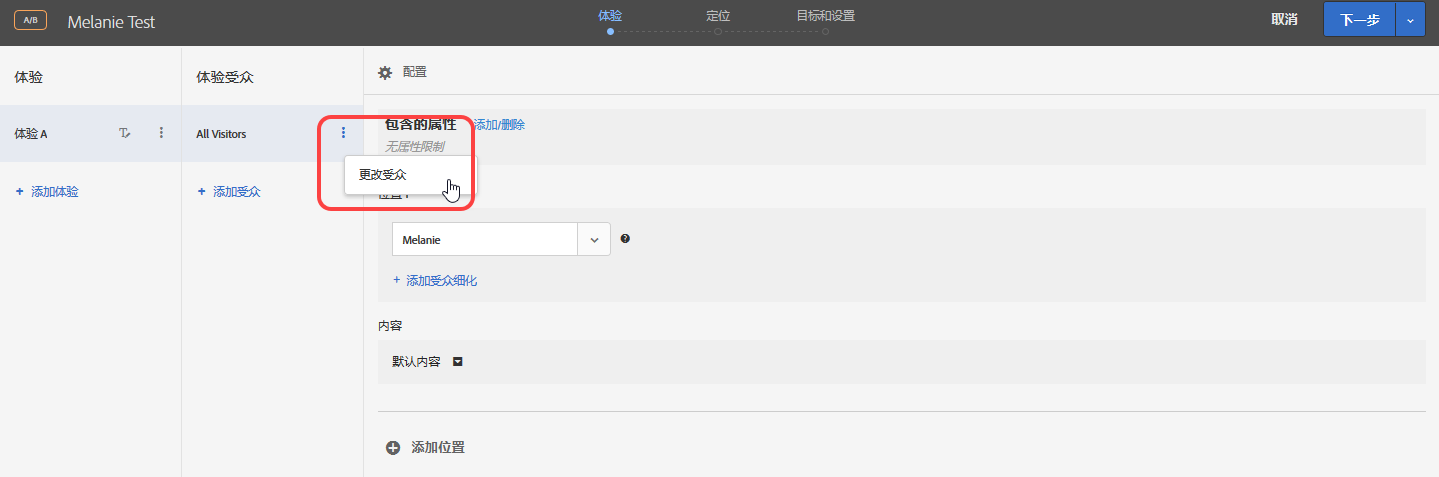 A/B
Melanie Test
体验
定位
目标和设置
取消
下一步
体验
体验受众
配置
体验 A
All Visitors
包含的属性
添加/删除
无属性限制
更改受众
添加体验
添加受众
Melanie
添加受众细化
内容
默认内容
添加位置